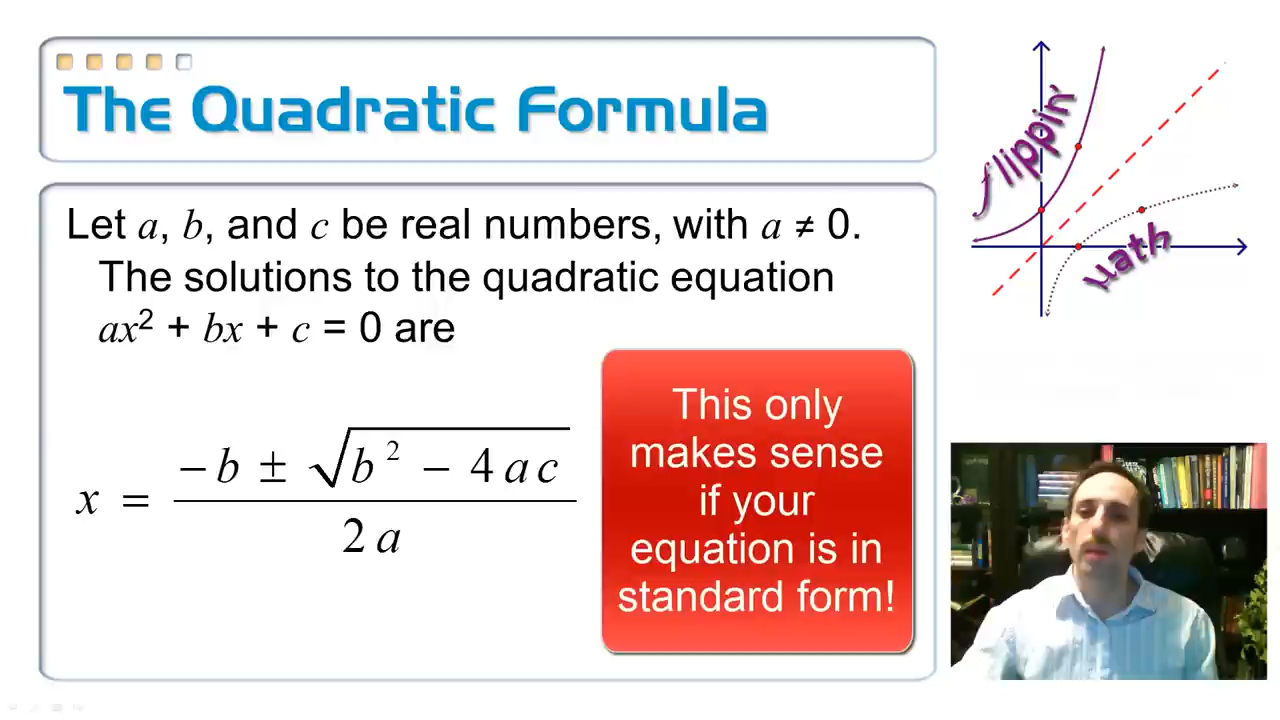 The Quadratic Formula
Let a, b, and c be real numbers, with a ≠ 0.
The solutions to the quadratic equation
ax² + bx + c = 0 are
x = (−b ± √(b² − 4ac)) / (2a)
This only
makes sense
if your
equation is in
standard form!
flippin'
math